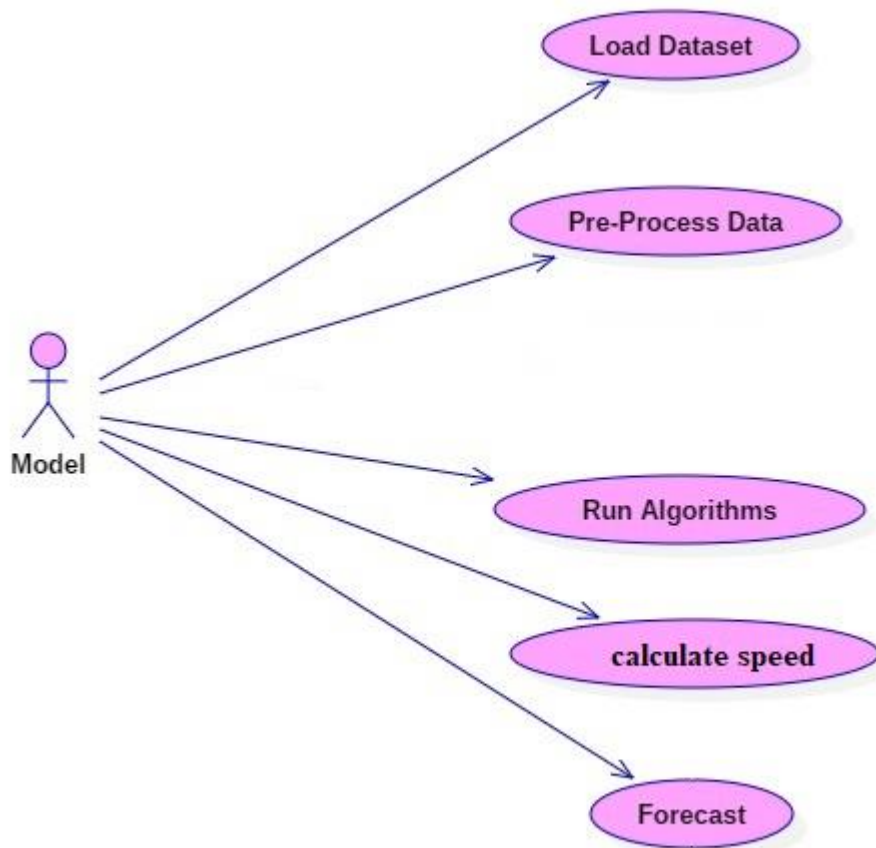 Load Dataset
Pre-Process Data
Model
Run Algorithms
calculate speed
Forecast